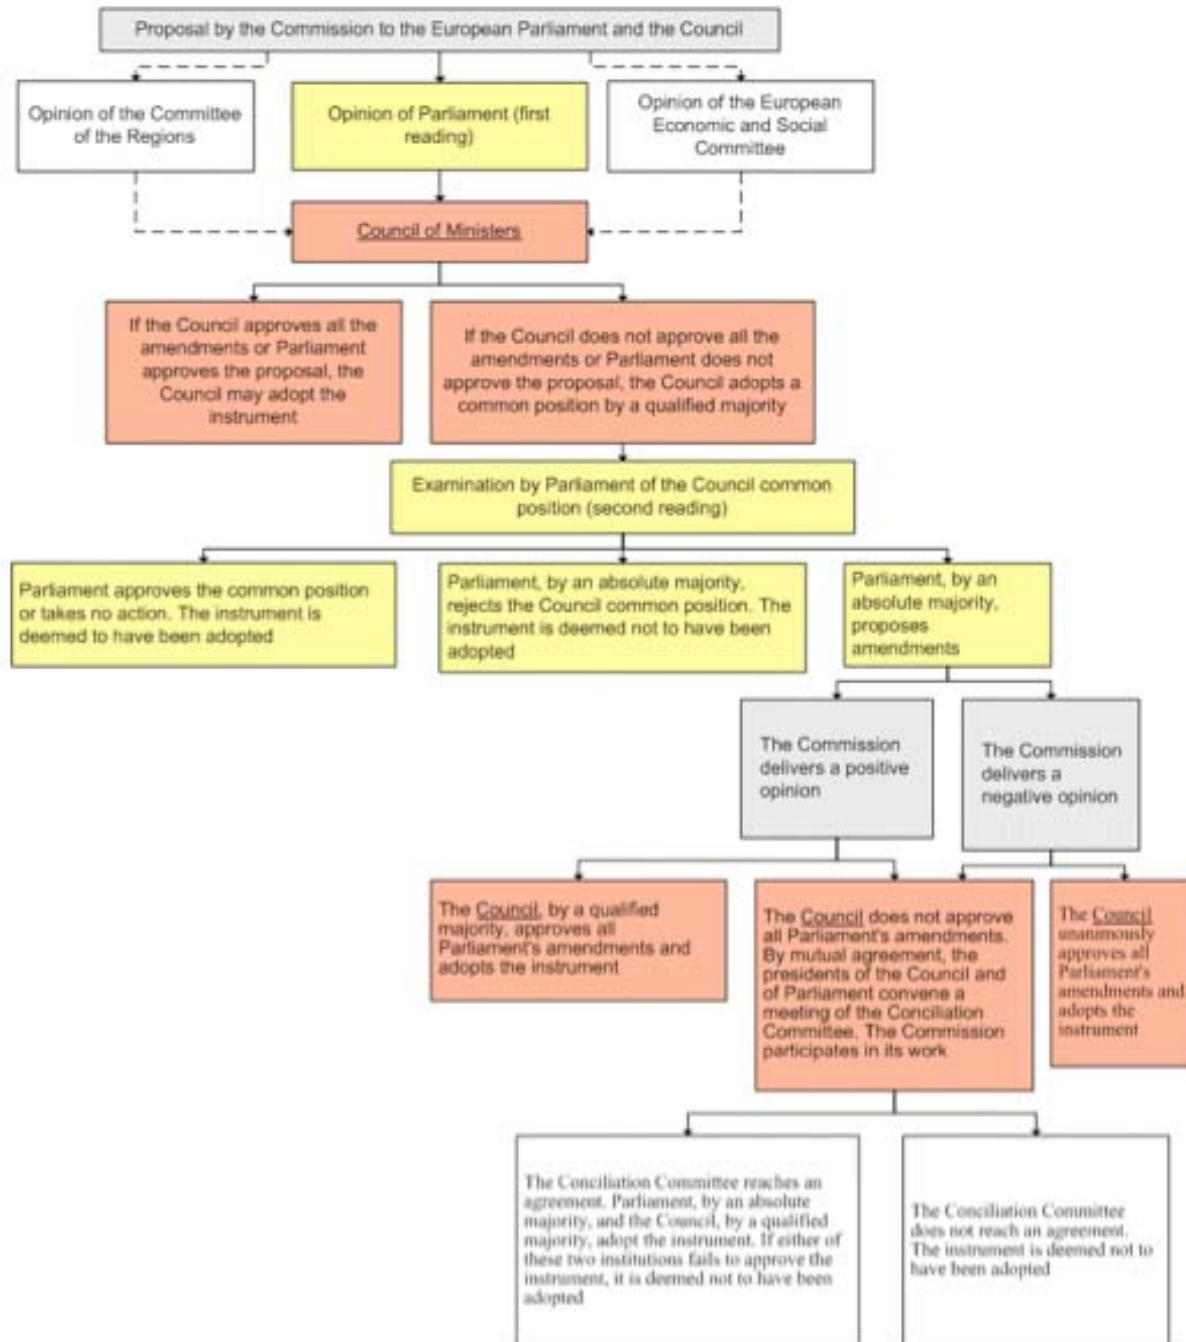 Proposal by the Commission to the European Parliament and the Council
Opinion of the Committee
of the Regions
Opinion of Parliament (first
reading)
Opinion of the European
Economic and Social
Committee
Council of Ministers
If the Council approves all the
amendments or Parliament
approves the proposal, the
Council may adopt the
instrument
If the Council does not approve all the
amendments or Parliament does not
approve the proposal, the Council adopts a
common position by a qualified majority
Examination by Parliament of the Council common
position (second reading)
Parliament approves the common position
or takes no action. The instrument is
deemed to have been adopted
Parliament, by an absolute majority,
rejects the Council common position. The
instrument is deemed not to have been
adopted
Parliament, by an
absolute majority,
proposes
amendments
The Commission
delivers a positive
opinion
The Commission
delivers a
negative opinion
The Council, by a qualified
majority, approves all
Parliament's amendments and
adopts the instrument
The Council does not approve
all Parliament's amendments.
By mutual agreement, the
presidents of the Council and
of Parliament convene a
meeting of the Conciliation
Committee. The Commission
participates in its work
The Council
unanimously
approves all
Parliament's
amendments and
adopts the
instrument
The Conciliation Committee reaches an
agreement. Parliament, by an absolute
majority, and the Council, by a qualified
majority, adopt the instrument. If either of
these two institutions fails to approve the
instrument, it is deemed not to have been
adopted
The Conciliation Committee
does not reach an agreement.
The instrument is deemed not to
have been adopted